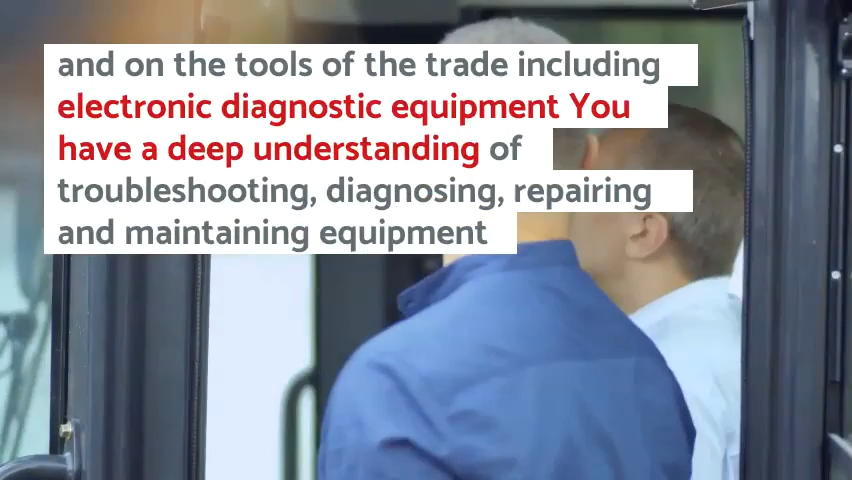 and on the tools of the trade including
electronic diagnostic equipment You
have a deep understanding of
troubleshooting, diagnosing, repairing
and maintaining equipment